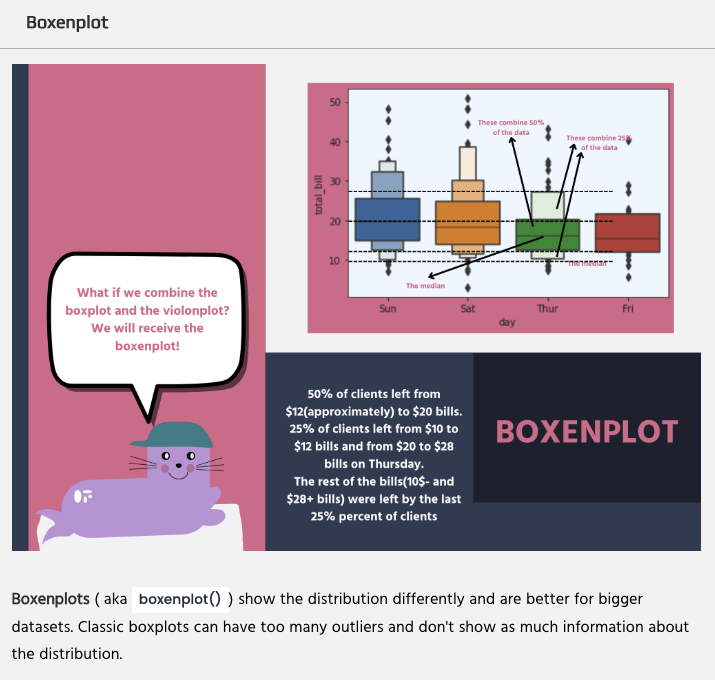 Boxenplot
What if we combine the
boxplot and the violonplot?
We will receive the
boxenplot!
50
40
30
20
10
total_bill
These combine 50%
of the data
These combine 25%
of the data
The median
The median
Sun Sat Thur Fri
day
50% of clients left from
$12(approximately) to $20 bills.
25% of clients left from $10 to
$12 bills and from $20 to $28
bills on Thursday.
The rest of the bills(10$- and
$28+ bills) were left by the last
25% percent of clients
BOXENPLOT
Boxenplots ( aka boxenplot() ) show the distribution differently and are better for bigger
datasets. Classic boxplots can have too many outliers and don't show as much information about
the distribution.